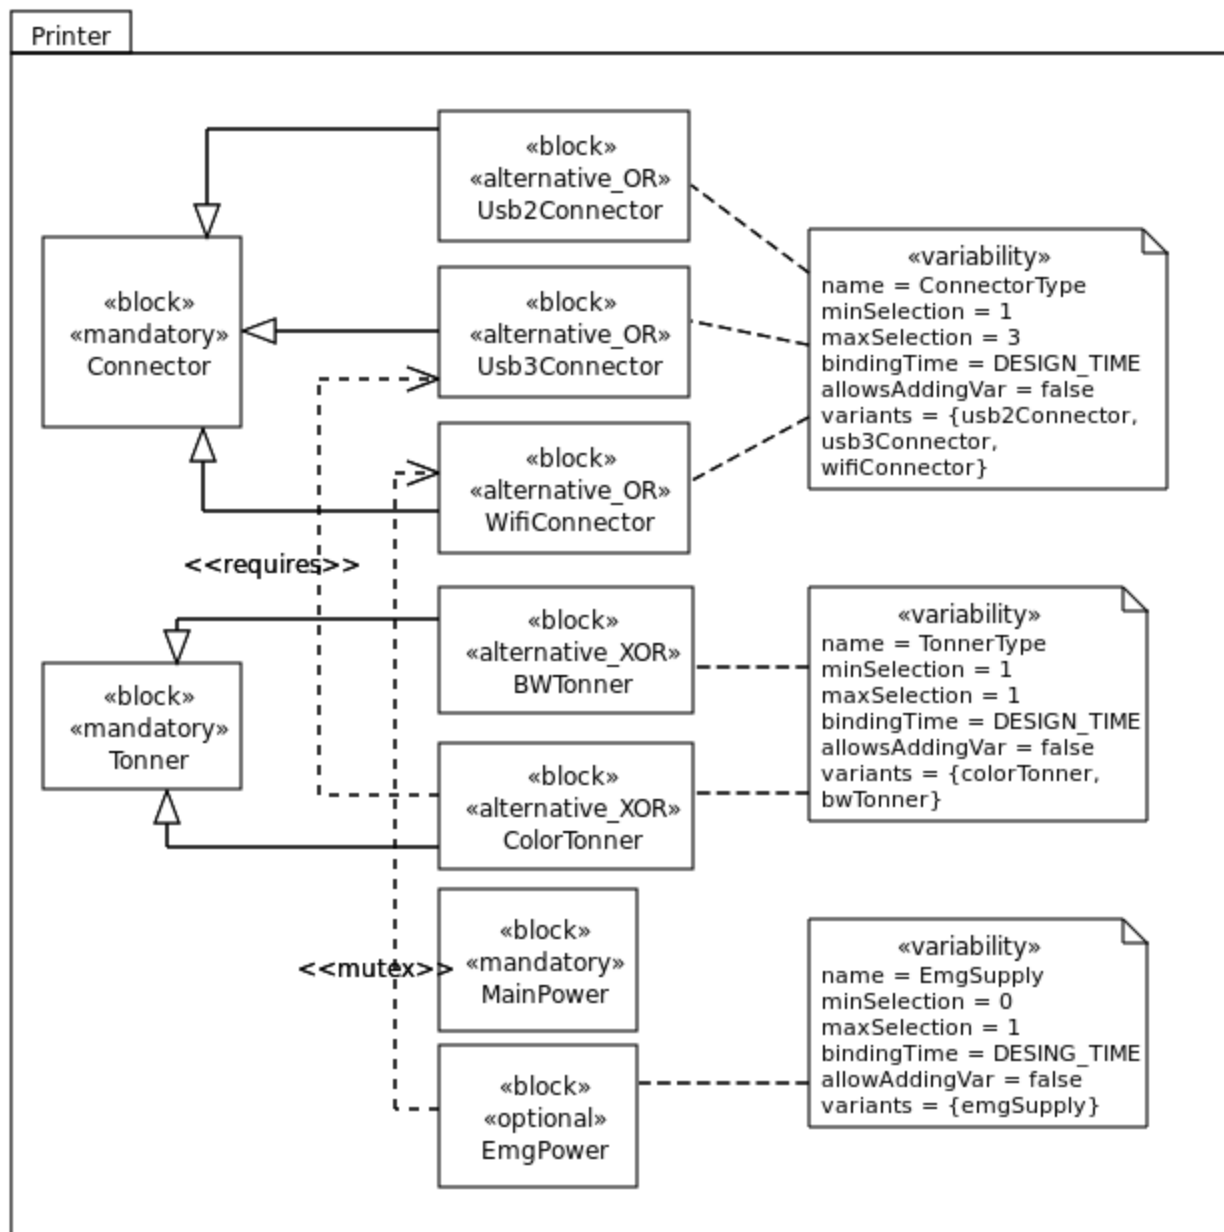 Printer
«block»
«alternative_OR»
Usb2Connector
«block»
«mandatory»
Connector
«block»
«alternative_OR»
Usb3Connector
«variability»
name = ConnectorType
minSelection = 1
maxSelection = 3
bindingTime = DESIGN_TIME
allowsAddingVar = false
variants = {usb2Connector,
usb3Connector,
wifiConnector}
«block»
«alternative_OR»
WifiConnector
<<requires>>
«block»
«alternative_XOR»
BWTonner
«block»
«mandatory»
Tonner
«variability»
name = TonnerType
minSelection = 1
maxSelection = 1
bindingTime = DESIGN_TIME
allowsAddingVar = false
variants = {colorTonner,
bwTonner}
«block»
«alternative_XOR»
ColorTonner
<<mutex>>
«block»
«mandatory»
MainPower
«variability»
name = EmgSupply
minSelection = 0
maxSelection = 1
bindingTime = DESING_TIME
allowAddingVar = false
variants = {emgSupply}
«block»
«optional»
EmgPower